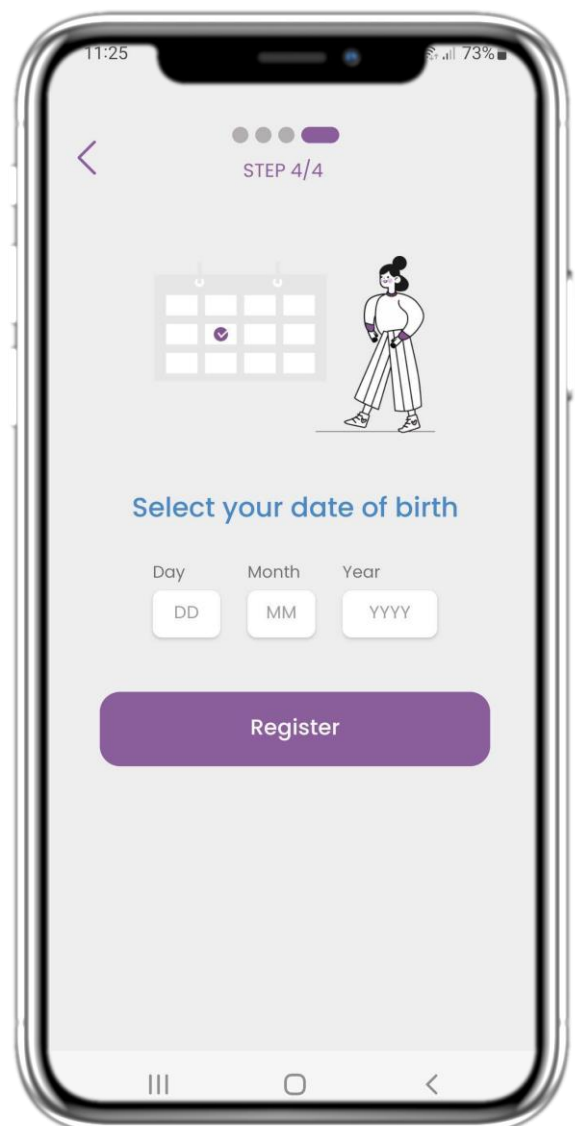 11:25 73%
STEP 4/4
Select your date of birth
Day Month Year
DD MM YYYY
Register